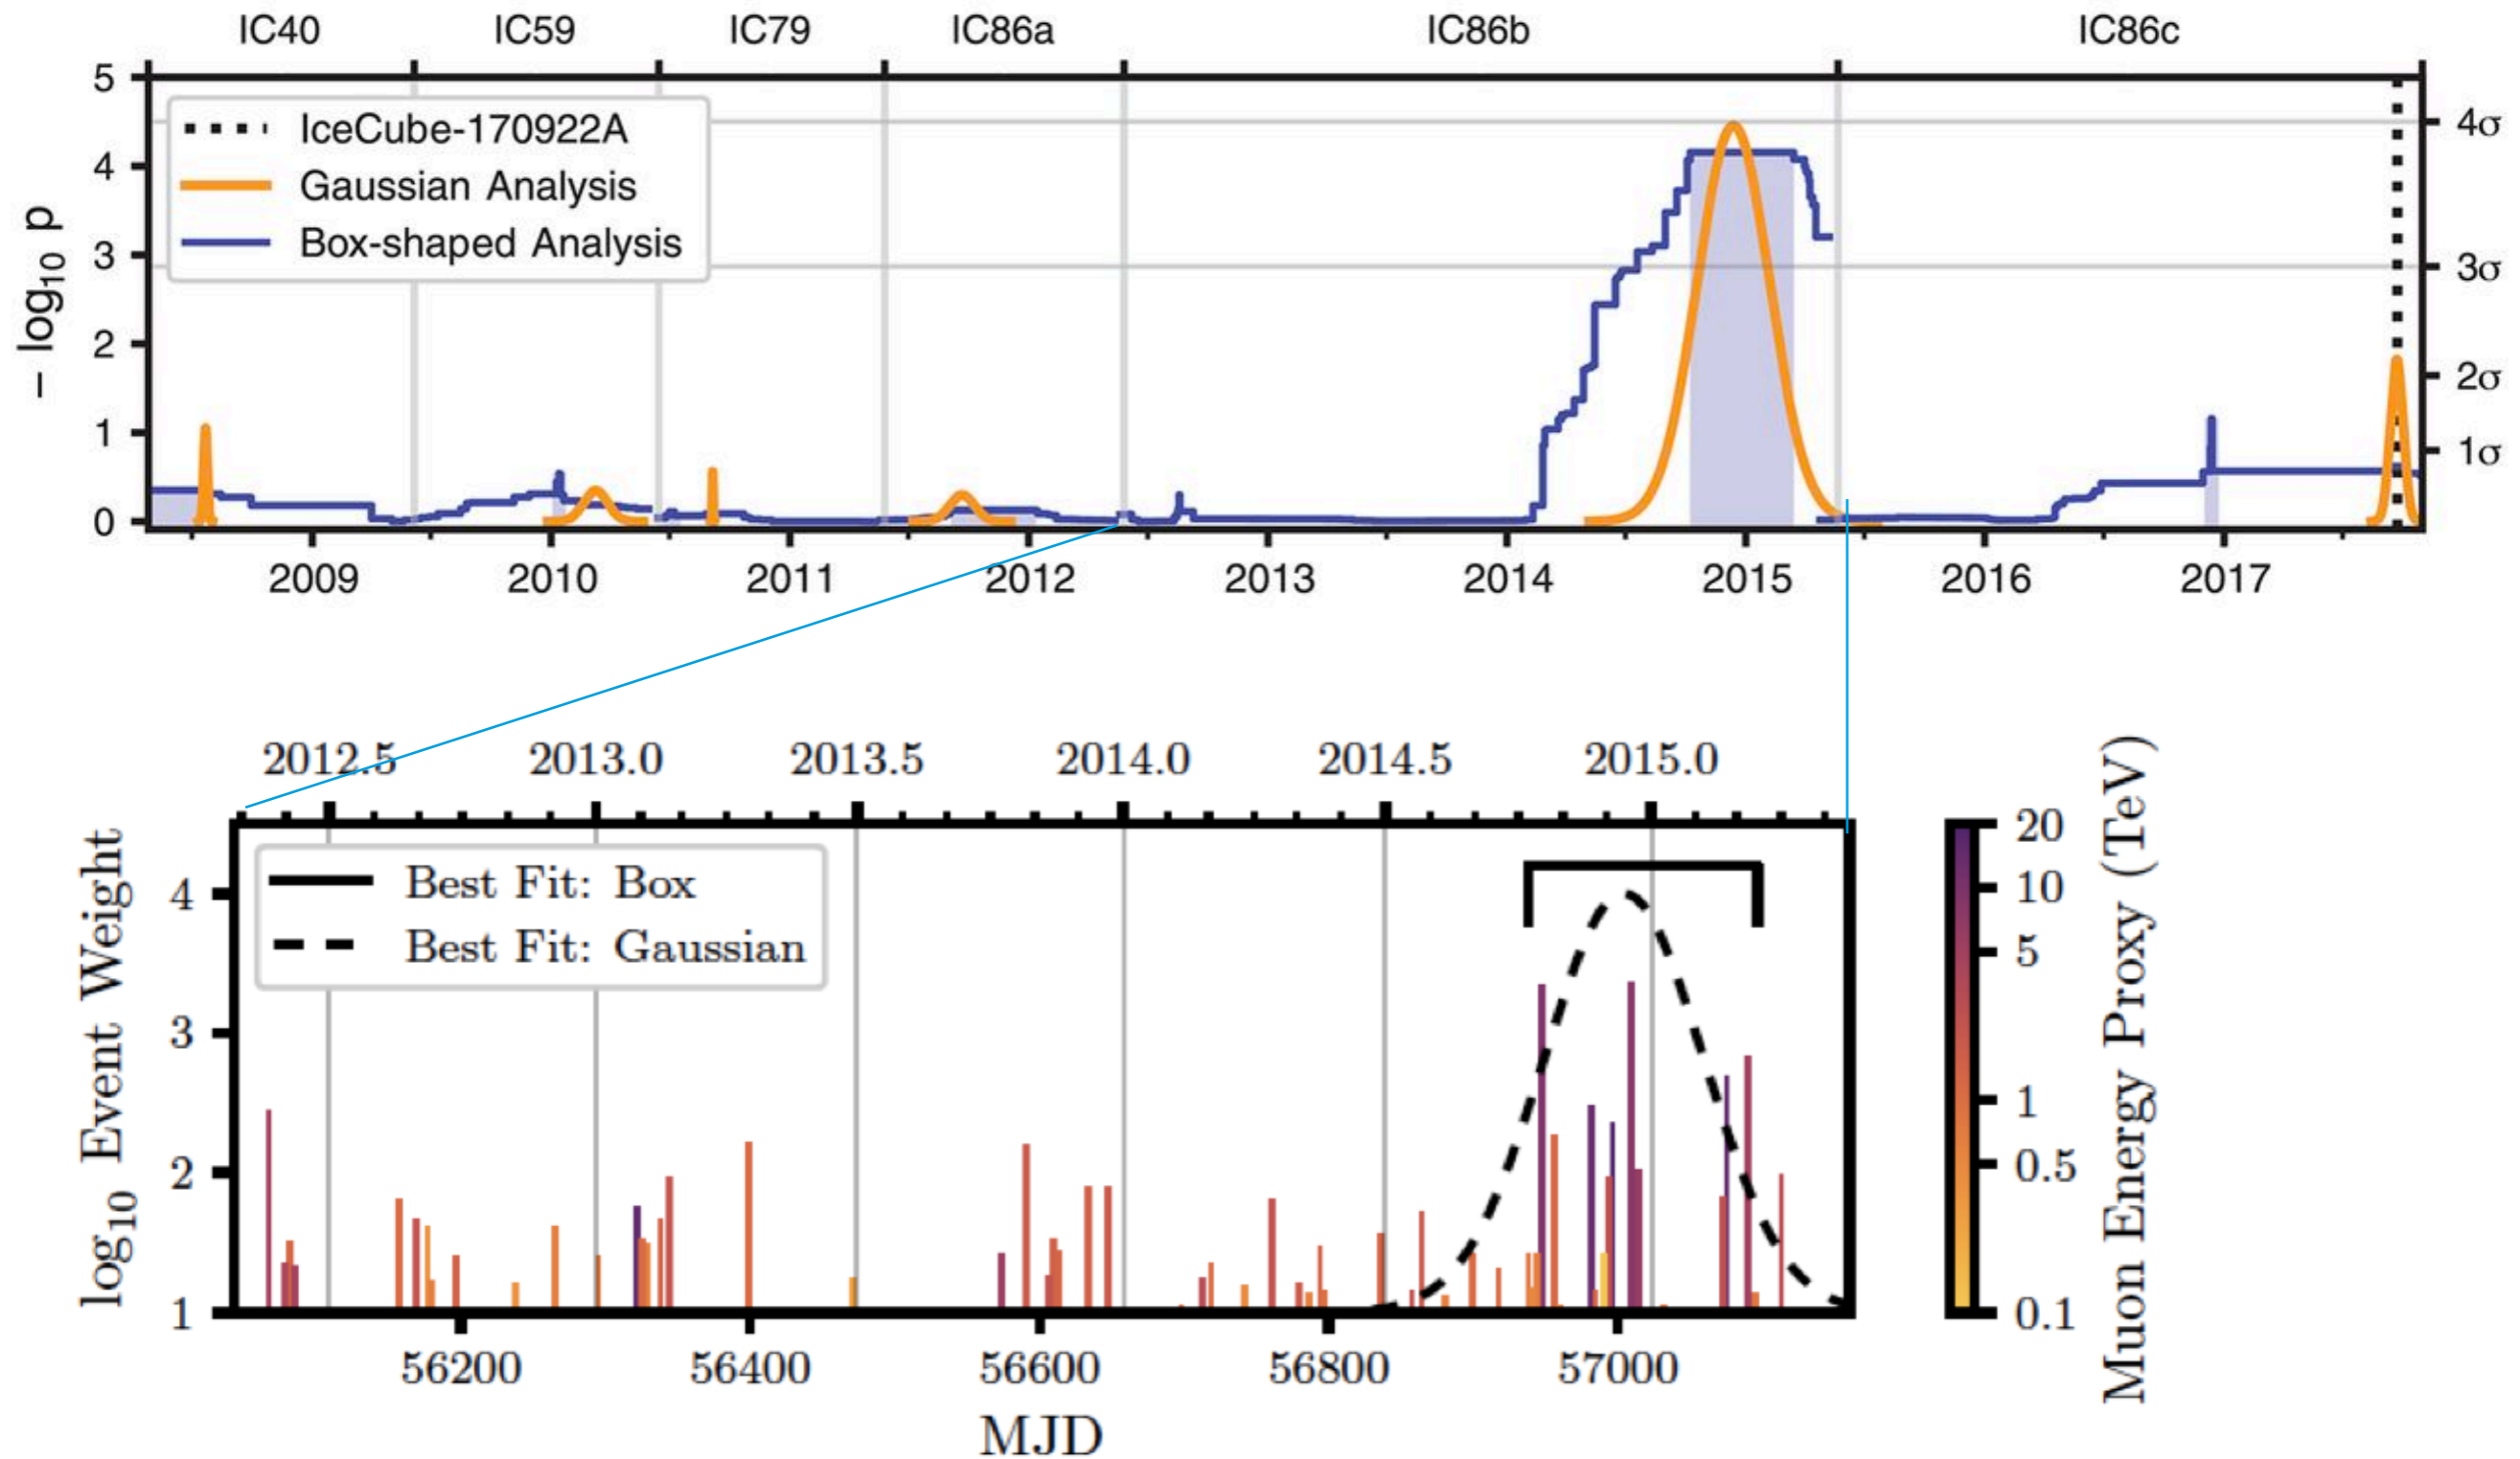 IC40 IC59 IC79 IC86a IC86b IC86c
5
4
3
2
1
0
− log10 p
IceCube-170922A
Gaussian Analysis
Box-shaped Analysis
4σ
3σ
2σ
1σ
2009 2010 2011 2012 2013 2014 2015 2016 2017
2012.5 2013.0 2013.5 2014.0 2014.5 2015.0
4
3
2
1
log10 Event Weight
Best Fit: Box
Best Fit: Gaussian
56200 56400 56600 56800 57000
MJD
20
10
5
1
0.5
0.1
Muon Energy Proxy (TeV)